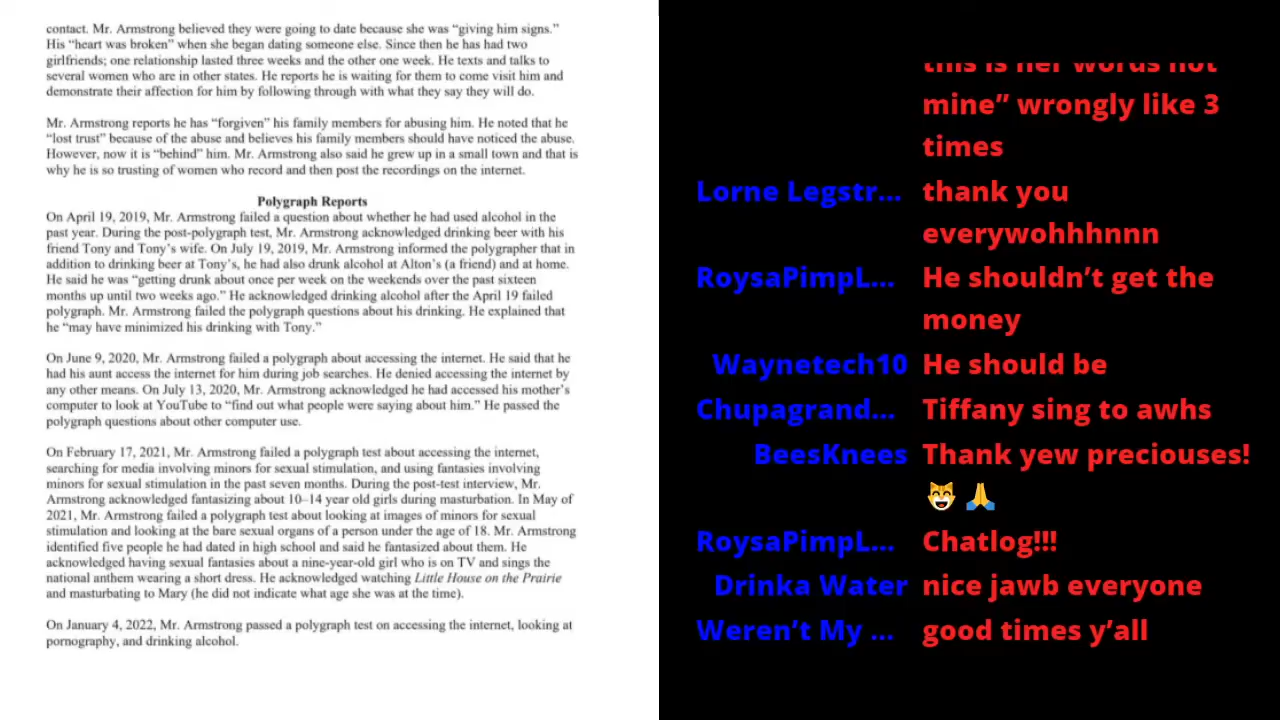 contact. Mr. Armstrong believed they were going to date because she was “giving him signs.”
His “heart was broken” when she began dating someone else. Since then he has had two
girlfriends; one relationship lasted three weeks and the other one week. He texts and talks to
several women who are in other states. He reports he is waiting for them to come visit him and
demonstrate their affection for him by following through with what they say they will do.
Mr. Armstrong reports he has “forgiven” his family members for abusing him. He noted that he
“lost trust” because of the abuse and believes his family members should have noticed the abuse.
However, now it is “behind” him. Mr. Armstrong also said he grew up in a small town and that is
why he is so trusting of women who record and then post the recordings on the internet.
Polygraph Reports
On April 19, 2019, Mr. Armstrong failed a question about whether he had used alcohol in the
past year. During the post-polygraph test, Mr. Armstrong acknowledged drinking beer with his
friend Tony and Tony’s wife. On July 19, 2019, Mr. Armstrong informed the polygrapher that in
addition to drinking beer at Tony’s, he had also drunk alcohol at Alton’s (a friend) and at home.
He said he was “getting drunk about once per week on the weekends over the past sixteen
months up until two weeks ago.” He acknowledged drinking alcohol after the April 19 failed
polygraph. Mr. Armstrong failed the polygraph questions about his drinking. He explained that
he “may have minimized his drinking with Tony.”
On June 9, 2020, Mr. Armstrong failed a polygraph about accessing the internet. He said that he
had his aunt access the internet for him during job searches. He denied accessing the internet by
any other means. On July 13, 2020, Mr. Armstrong acknowledged he had accessed his mother’s
computer to look at YouTube to “find out what people were saying about him.” He passed the
polygraph questions about other computer use.
On February 17, 2021, Mr. Armstrong failed a polygraph test about accessing the internet,
searching for media involving minors for sexual stimulation, and using fantasies involving
minors for sexual stimulation in the past seven months. During the post-test interview, Mr.
Armstrong acknowledged fantasizing about 10–14 year old girls during masturbation. In May of
2021, Mr. Armstrong failed a polygraph test about looking at images of minors for sexual
stimulation and looking at the bare sexual organs of a person under the age of 18. Mr. Armstrong
identified five people he had dated in high school and said he fantasized about them. He
acknowledged having sexual fantasies about a nine-year-old girl who is on TV and sings the
national anthem wearing a short dress. He acknowledged watching Little House on the Prairie
and masturbating to Mary (he did not indicate what age she was at the time).
On January 4, 2022, Mr. Armstrong passed a polygraph test on accessing the internet, looking at
pornography, and drinking alcohol.
this is her words not
mine” wrongly like 3
times
Lorne Legstr... thank you
everywohhhnnn
RoysaPimpL... He shouldn’t get the
money
Waynetech10 He should be
Chupagrand... Tiffany sing to awhs
BeesKnees Thank yew preciouses!
😸 🙏
RoysaPimpL... Chatlog!!!
Drinka Water nice jawb everyone
Weren’t My ... good times y’all